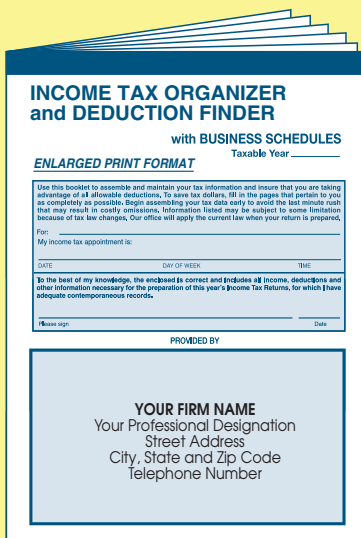 INCOME TAX ORGANIZER
and DEDUCTION FINDER
with BUSINESS SCHEDULES
Taxable Year
ENLARGED PRINT FORMAT
Use this booklet to assemble and maintain your tax information and insure that you are taking
advantage of all allowable deductions. To save tax dollars, fill in the pages that pertain to you
as completely as possible. Begin assembling your tax data early to avoid the last minute rush
that may result in costly omissions. Information listed may be subject to some limitation
because of tax law changes. Our office will apply the current law when your return is prepared.
For:
My income tax appointment is:
DATE DAY OF WEEK TIME
To the best of my knowledge, the enclosed is correct and includes all income, deductions and
other information necessary for the preparation of this year's Income Tax Returns, for which I have
adequate contemporaneous records.
Please sign Date
PROVIDED BY
YOUR FIRM NAME
Your Professional Designation
Street Address
City, State and Zip Code
Telephone Number